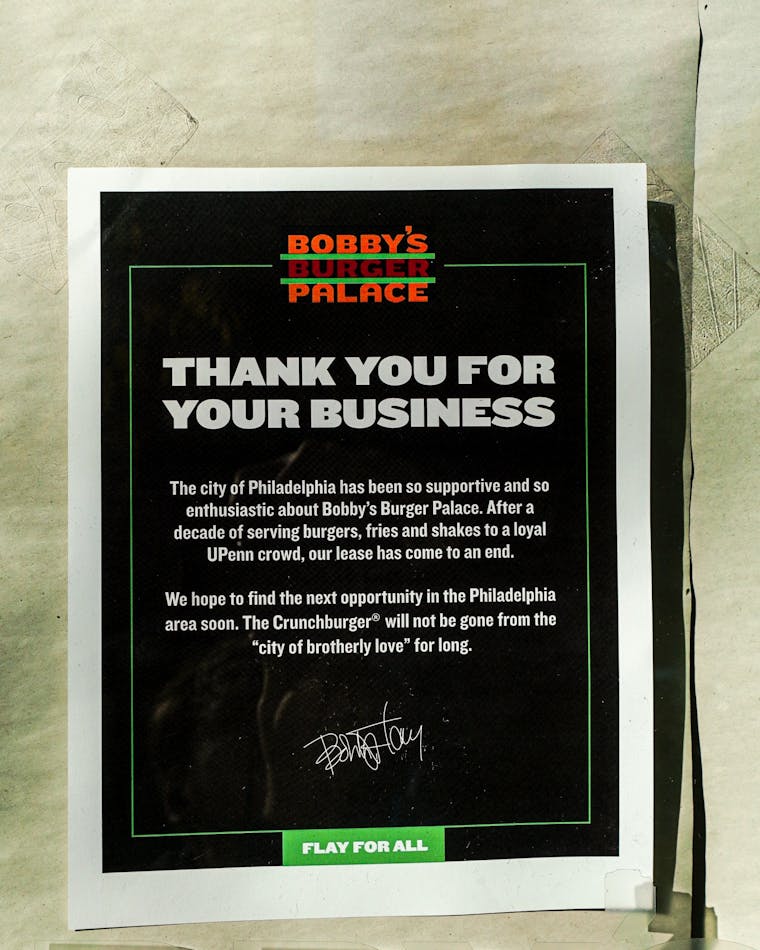 BOBBY'S
BURGER
PALACE
THANK YOU FOR
YOUR BUSINESS
The city of Philadelphia has been so supportive and so
enthusiastic about Bobby's Burger Palace. After a
decade of serving burgers, fries and shakes to a loyal
UPenn crowd, our lease has come to an end.
We hope to find the next opportunity in the Philadelphia
area soon. The Crunchburger® will not be gone from the
“city of brotherly love” for long.
FLAY FOR ALL